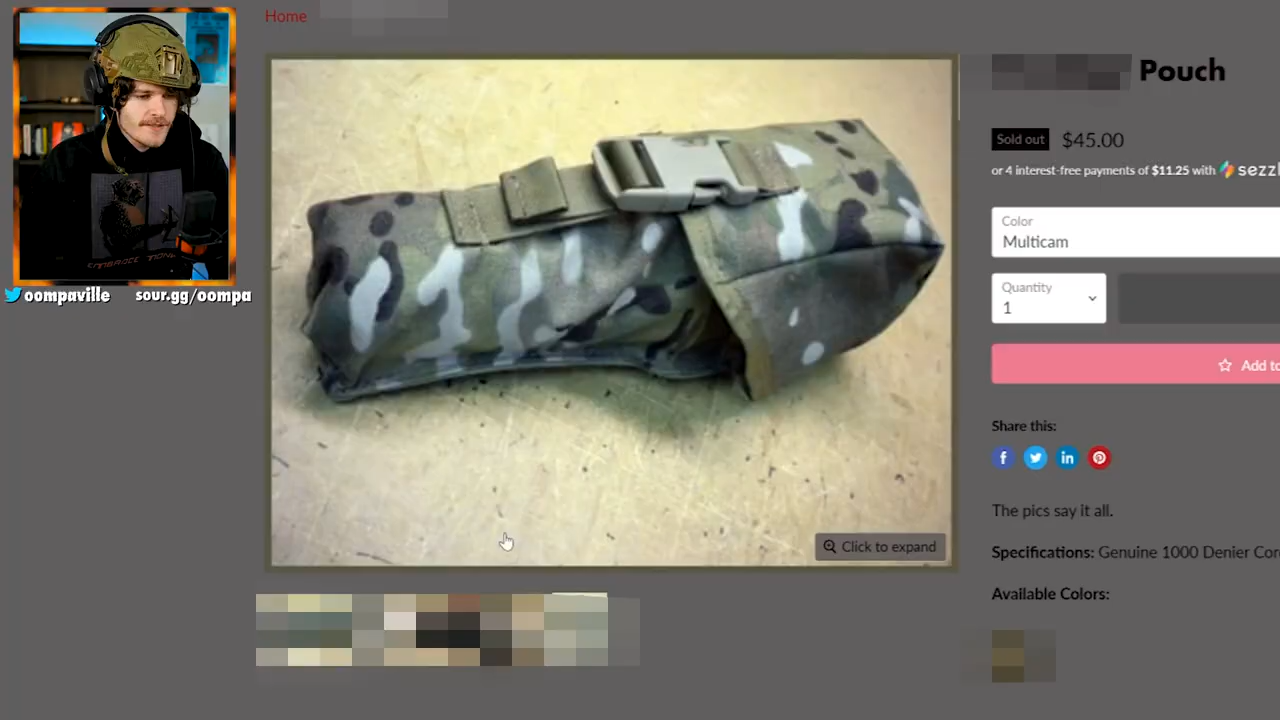 Home
Pouch
Sold out $45.00
or 4 interest-free payments of $11.25 with sezzl
Color
Multicam
Quantity
1
Add to
Share this:
The pics say it all.
Specifications: Genuine 1000 Denier Cor
Available Colors:
Click to expand
oompaville sour.gg/oompa